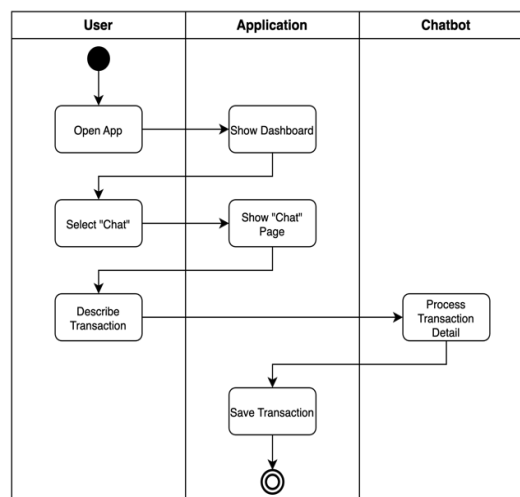 User
Application
Chatbot
Open App
Show Dashboard
Select "Chat"
Show "Chat"
Page
Describe
Transaction
Process
Transaction
Detail
Save Transaction